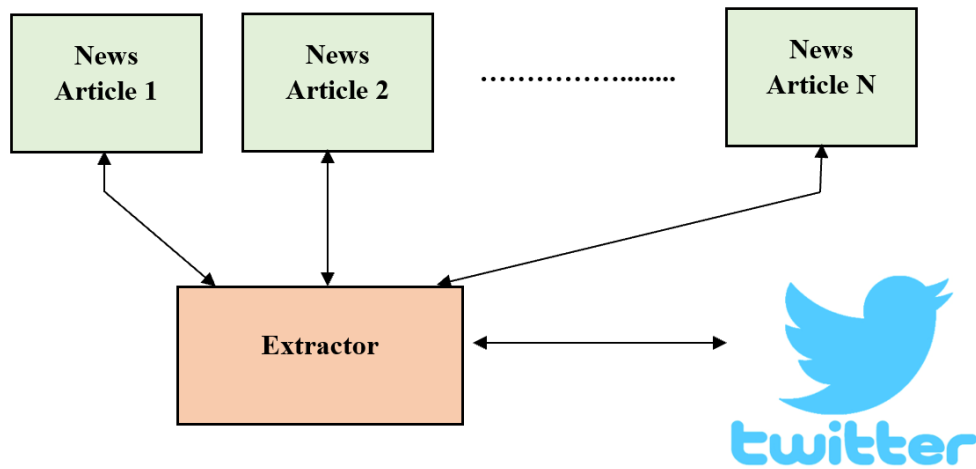 News
Article 1
News
Article 2
.......................
News
Article N
Extractor
twitter